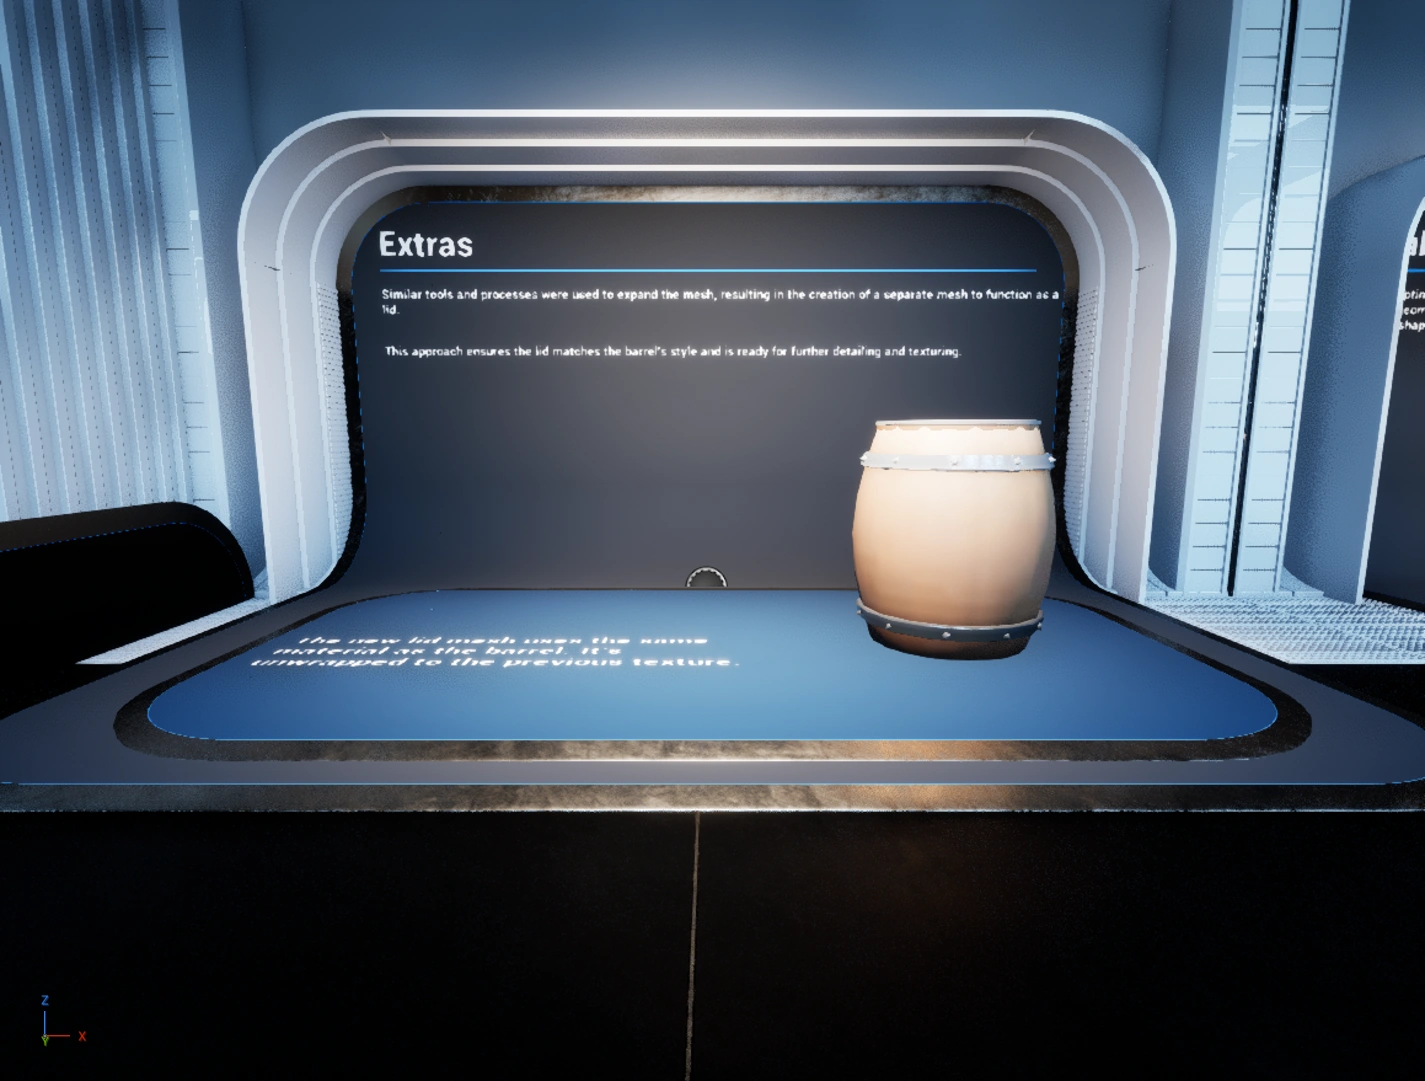 Extras
Similar tools and processes were used to expand the mesh, resulting in the creation of a separate mesh to function as a
lid.
This approach ensures the lid matches the barrel's style and is ready for further detailing and texturing.
The new lid mesh uses the same
material as the barrel. It's
unwrapped to the previous texture.
Z
X
Y